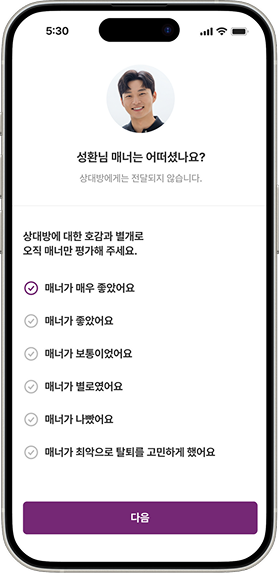 5:30
성환님 매너는 어떠셨나요?
상대방에게는 전달되지 않습니다.
상대방에 대한 호감과 별개로
오직 매너만 평가해 주세요.
매너가 매우 좋았어요
매너가 좋았어요
매너가 보통이었어요
매너가 별로였어요
매너가 나빴어요
매너가 최악으로 탈퇴를 고민하게 했어요
다음